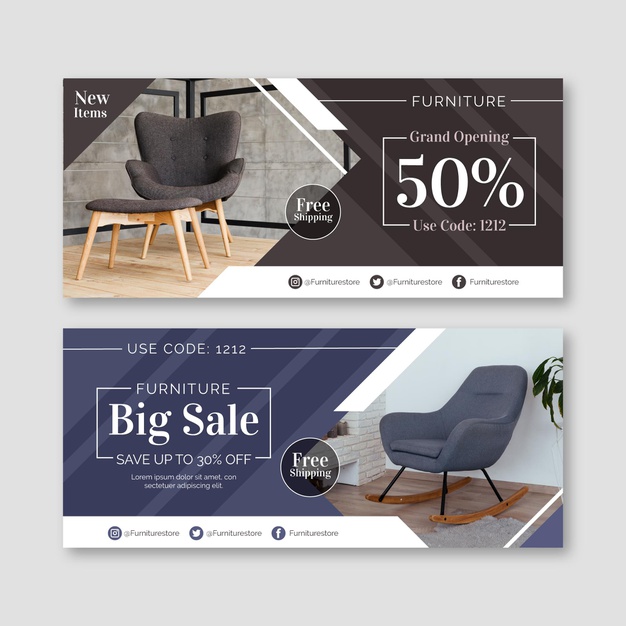 New
Items
FURNITURE
Grand Opening
50%
Use Code: 1212
Free
Shipping
@Furniturestore @Furniturestore Furniturestore
USE CODE: 1212
FURNITURE
Big Sale
SAVE UP TO 30% OFF
Lorem ipsum dolor sit amet, con
sectetuer adipiscing elit.
Free
Shipping
@Furniturestore @Furniturestore Furniturestore